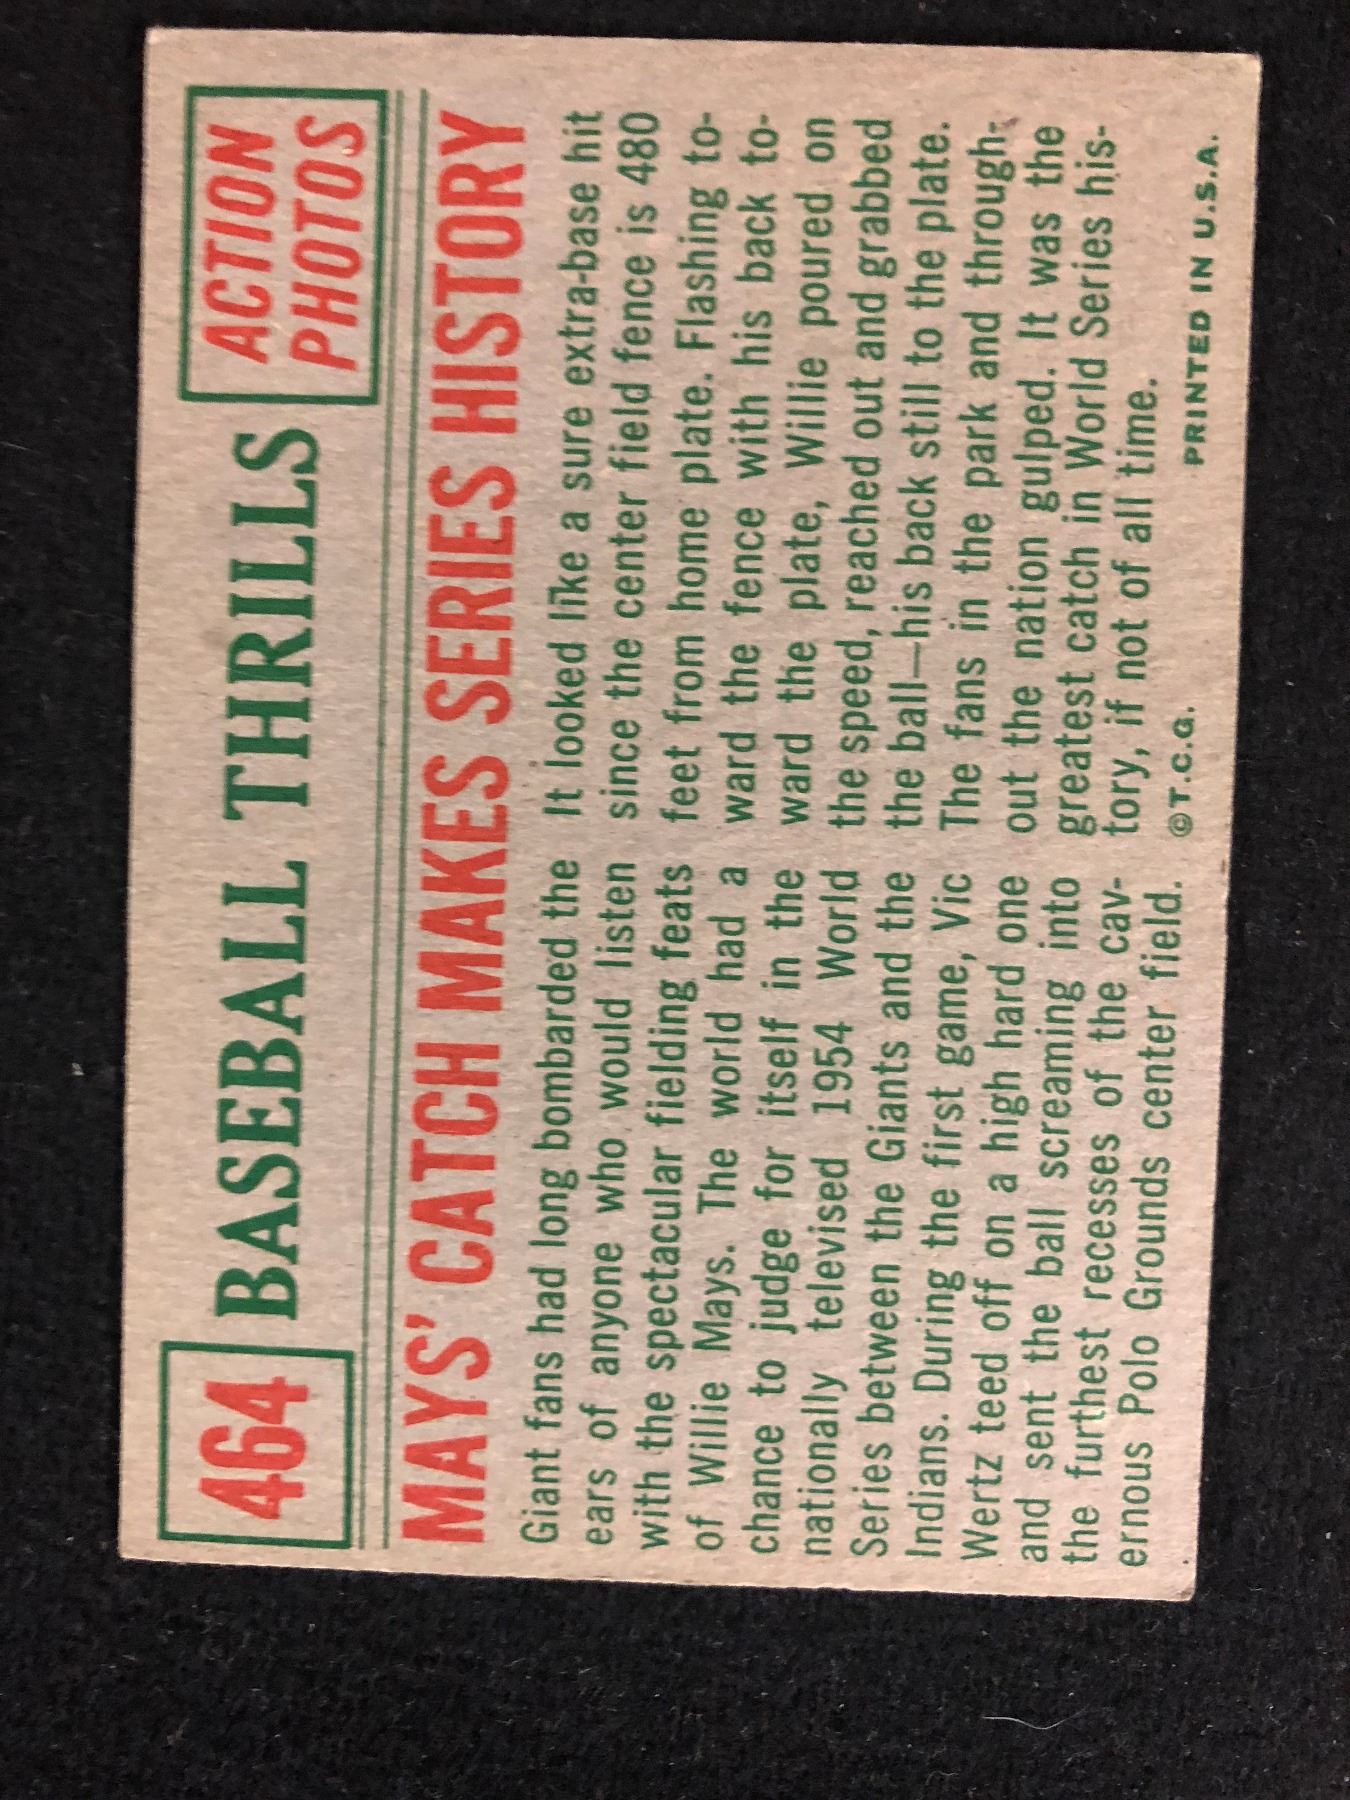 464
BASEBALL THRILLS
ACTION
PHOTOS
MAYS' CATCH MAKES SERIES HISTORY
Giant fans had long bombarded the
ears of anyone who would listen
with the spectacular fielding feats
of Willie Mays. The world had a
chance to judge for itself in the
nationally televised 1954 World
Series between the Giants and the
Indians. During the first game, Vic
Wertz teed off on a high hard one
and sent the ball screaming into
the furthest recesses of the cav-
ernous Polo Grounds center field.
It looked like a sure extra-base hit
since the center field fence is 480
feet from home plate. Flashing to-
ward the fence with his back to-
ward the plate, Willie poured on
the speed, reached out and grabbed
the ball—his back still to the plate.
The fans in the park and through-
out the nation gulped. It was the
greatest catch in World Series his-
tory, if not of all time.
©T.C.G.
PRINTED IN U.S.A.